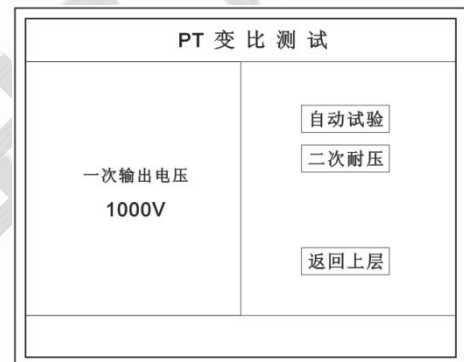 PT 变 比 测 试
一次输出电压
1000V
自动试验
二次耐压
返回上层